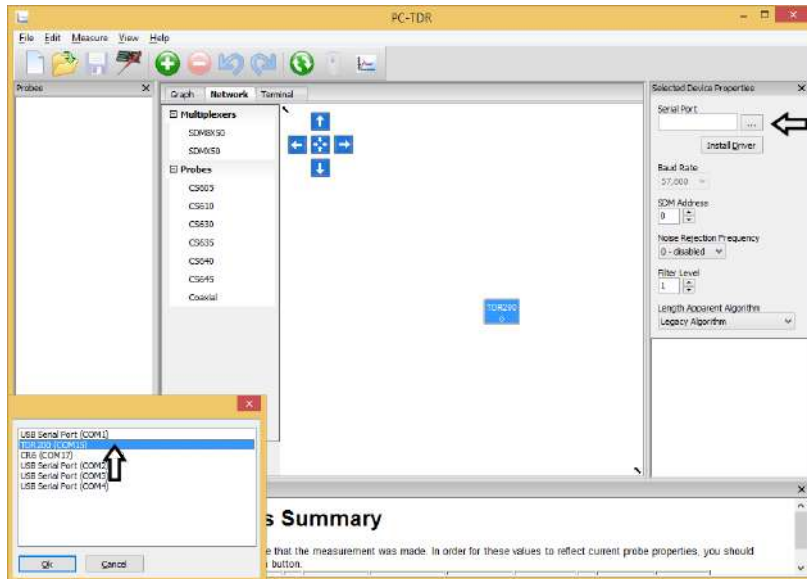 PC-TDR
File Edit Measure View Help
Probes
Graph Network Terminal
Multiplexers
SDM8X50
SDMX50
Probes
CS605
CS610
CS630
CS635
CS640
CS645
Coaxial
TDR200
0
Selected Device Properties
Serial Port
...
Install Driver
Baud Rate
57,600
SDM Address
0
Noise Rejection Frequency
0 - disabled
Filter Level
1
Length Apparent Algorithm
Legacy Algorithm
USB Serial Port (COM1)
TDR200 (COM15)
CR6 (COM17)
USB Serial Port (COM2)
USB Serial Port (COM3)
USB Serial Port (COM4)
Ok Cancel
s Summary
e that the measurement was made. In order for these values to reflect current probe properties, you should
button.